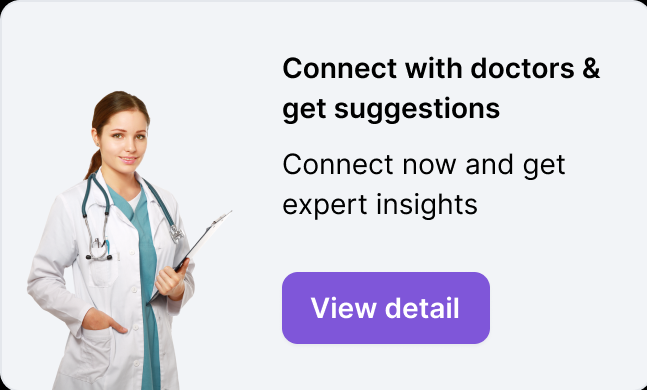 Connect with doctors &
get suggestions
Connect now and get
expert insights
View detail